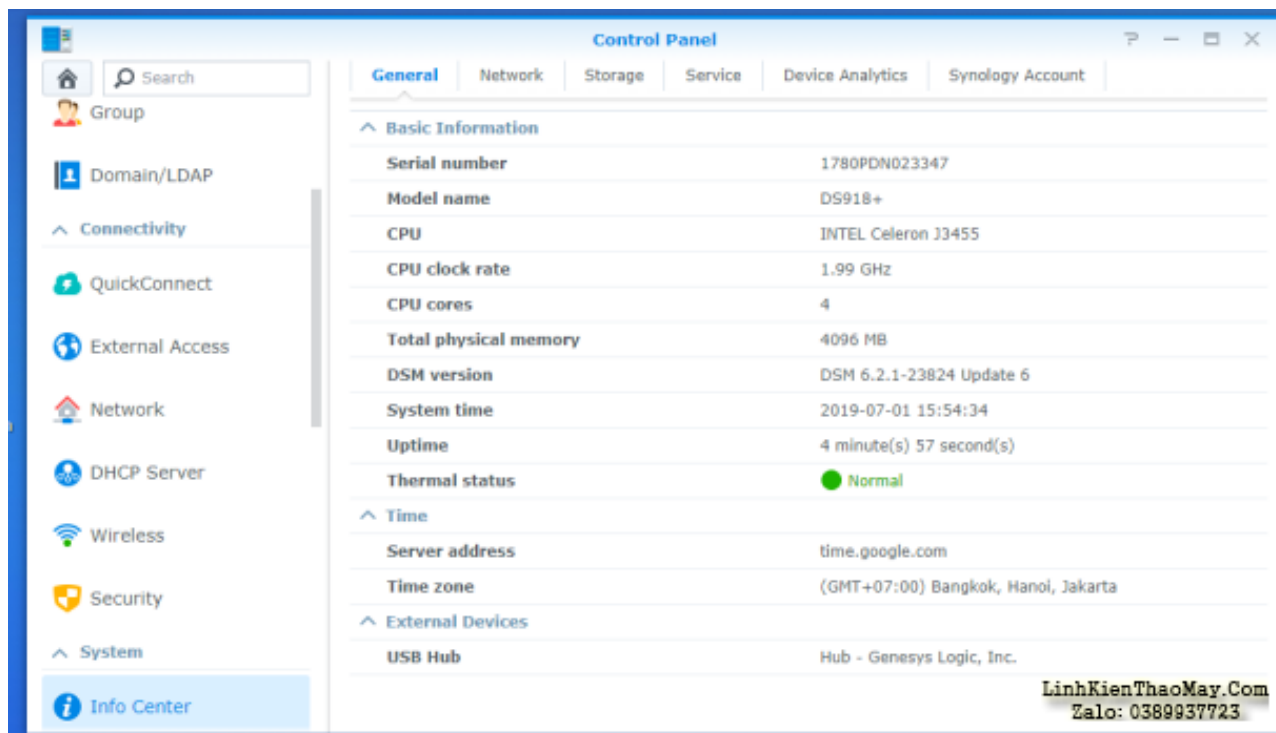 Control Panel
Search
General Network Storage Service Device Analytics Synology Account
Group
Domain/LDAP
Connectivity
QuickConnect
External Access
Network
DHCP Server
Wireless
Security
System
Info Center
Basic Information
Serial number 1780PDN023347
Model name DS918+
CPU INTEL Celeron J3455
CPU clock rate 1.99 GHz
CPU cores 4
Total physical memory 4096 MB
DSM version DSM 6.2.1-23824 Update 6
System time 2019-07-01 15:54:34
Uptime 4 minute(s) 57 second(s)
Thermal status Normal
Time
Server address time.google.com
Time zone (GMT+07:00) Bangkok, Hanoi, Jakarta
External Devices
USB Hub Hub - Genesys Logic, Inc.
LinhKienThaoMay.Com
Zalo: 0389937723